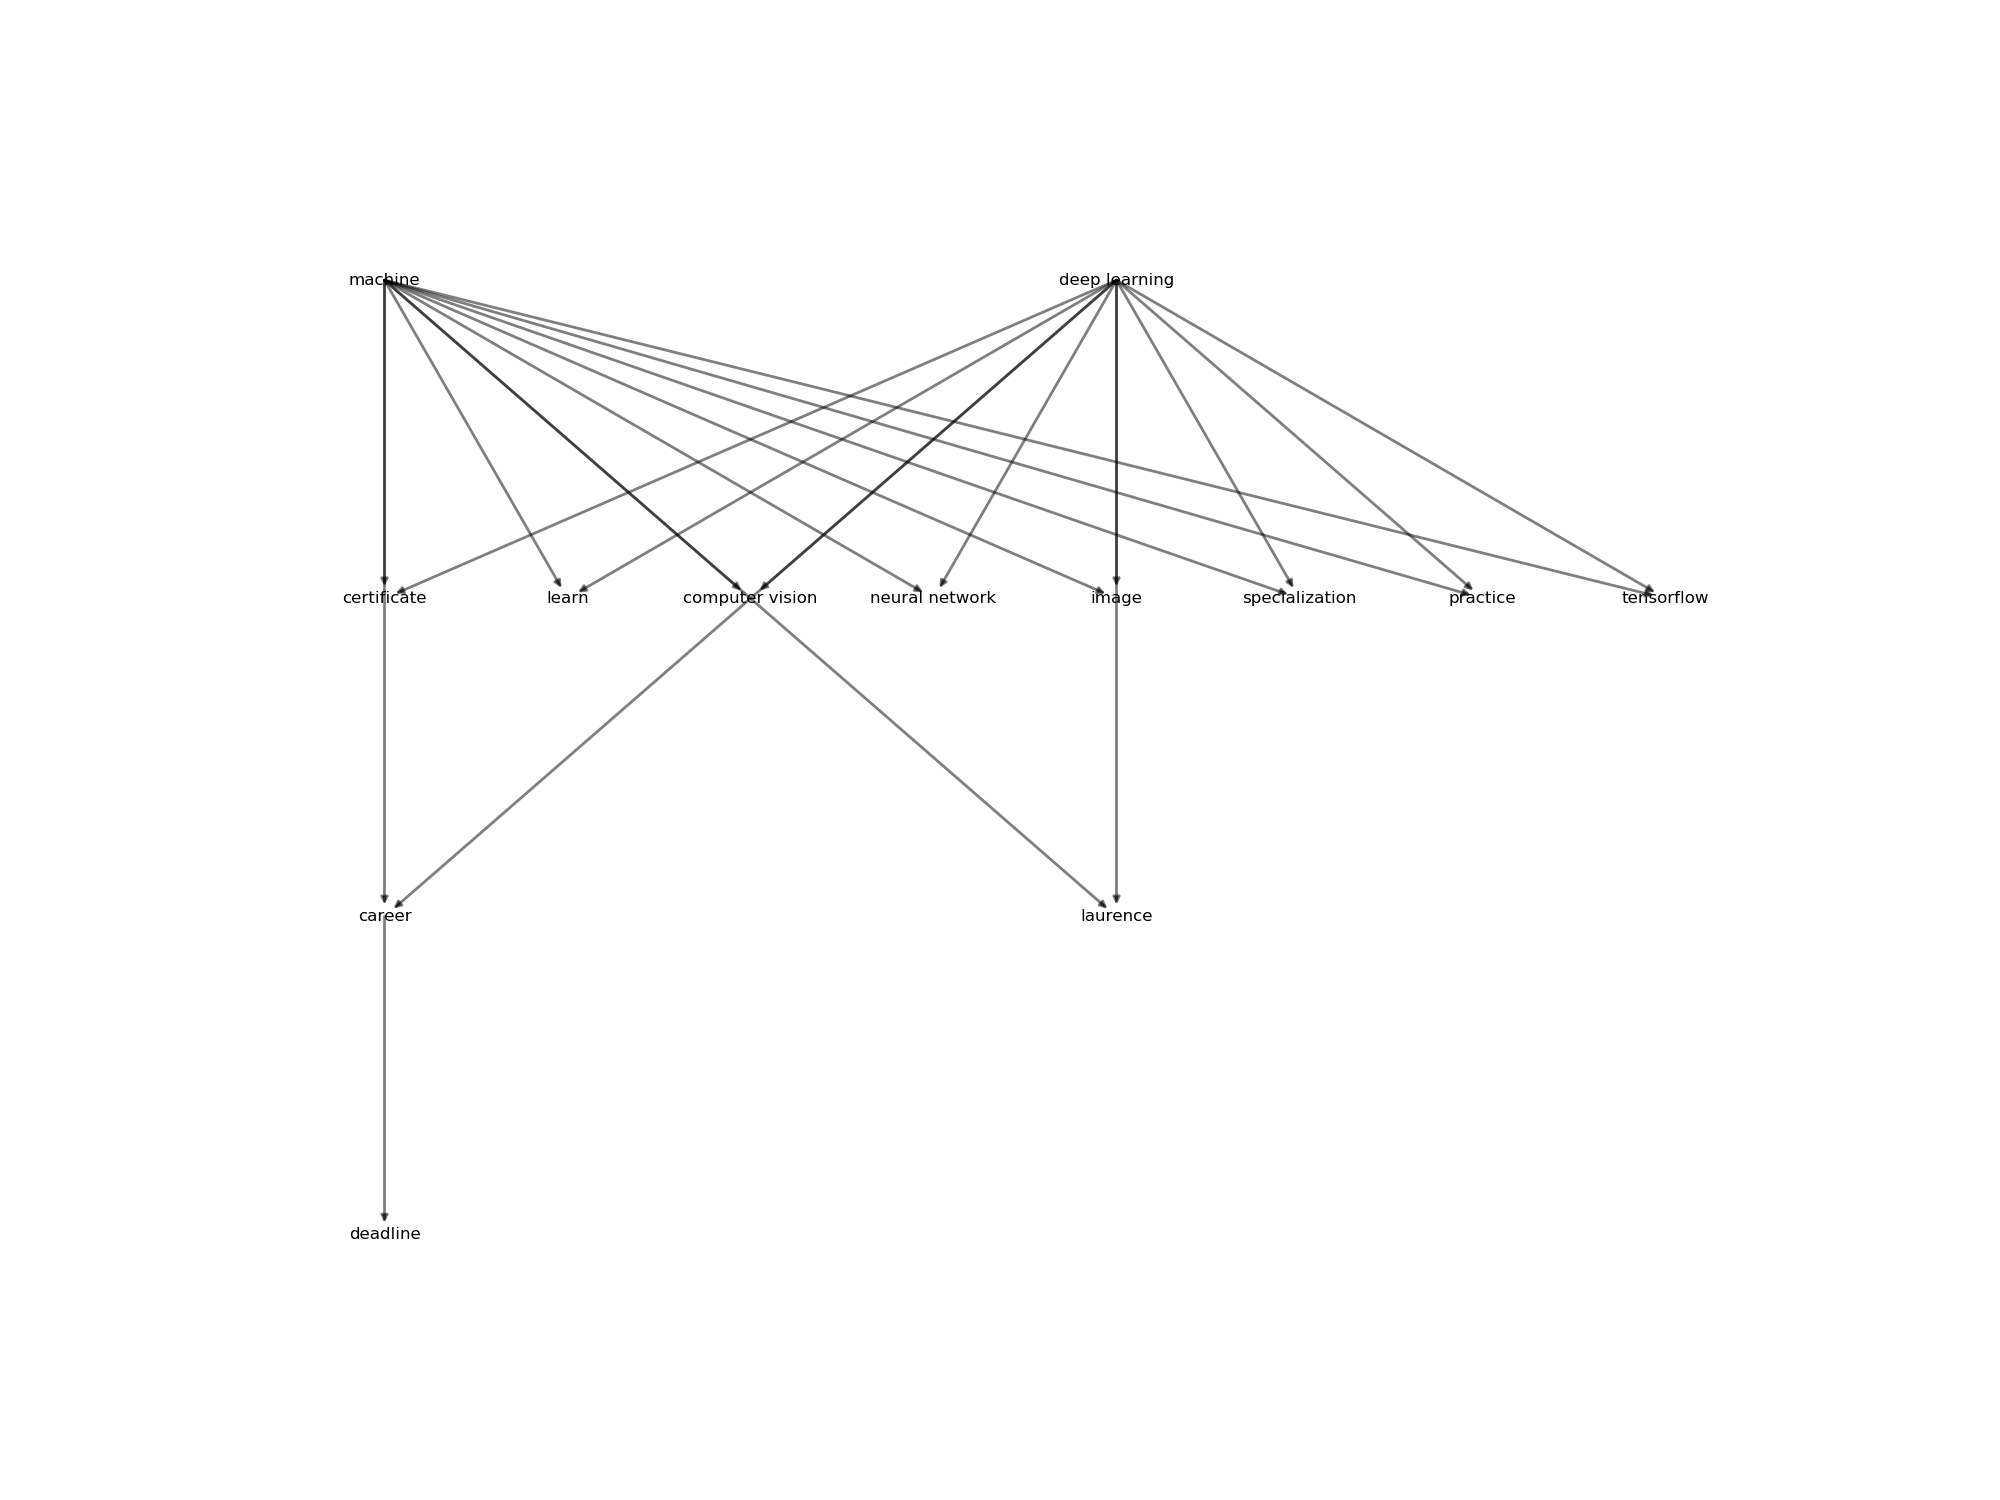 machine
deep learning
certificate
learn
computer vision
neural network
image
specialization
practice
tensorflow
career
laurence
deadline